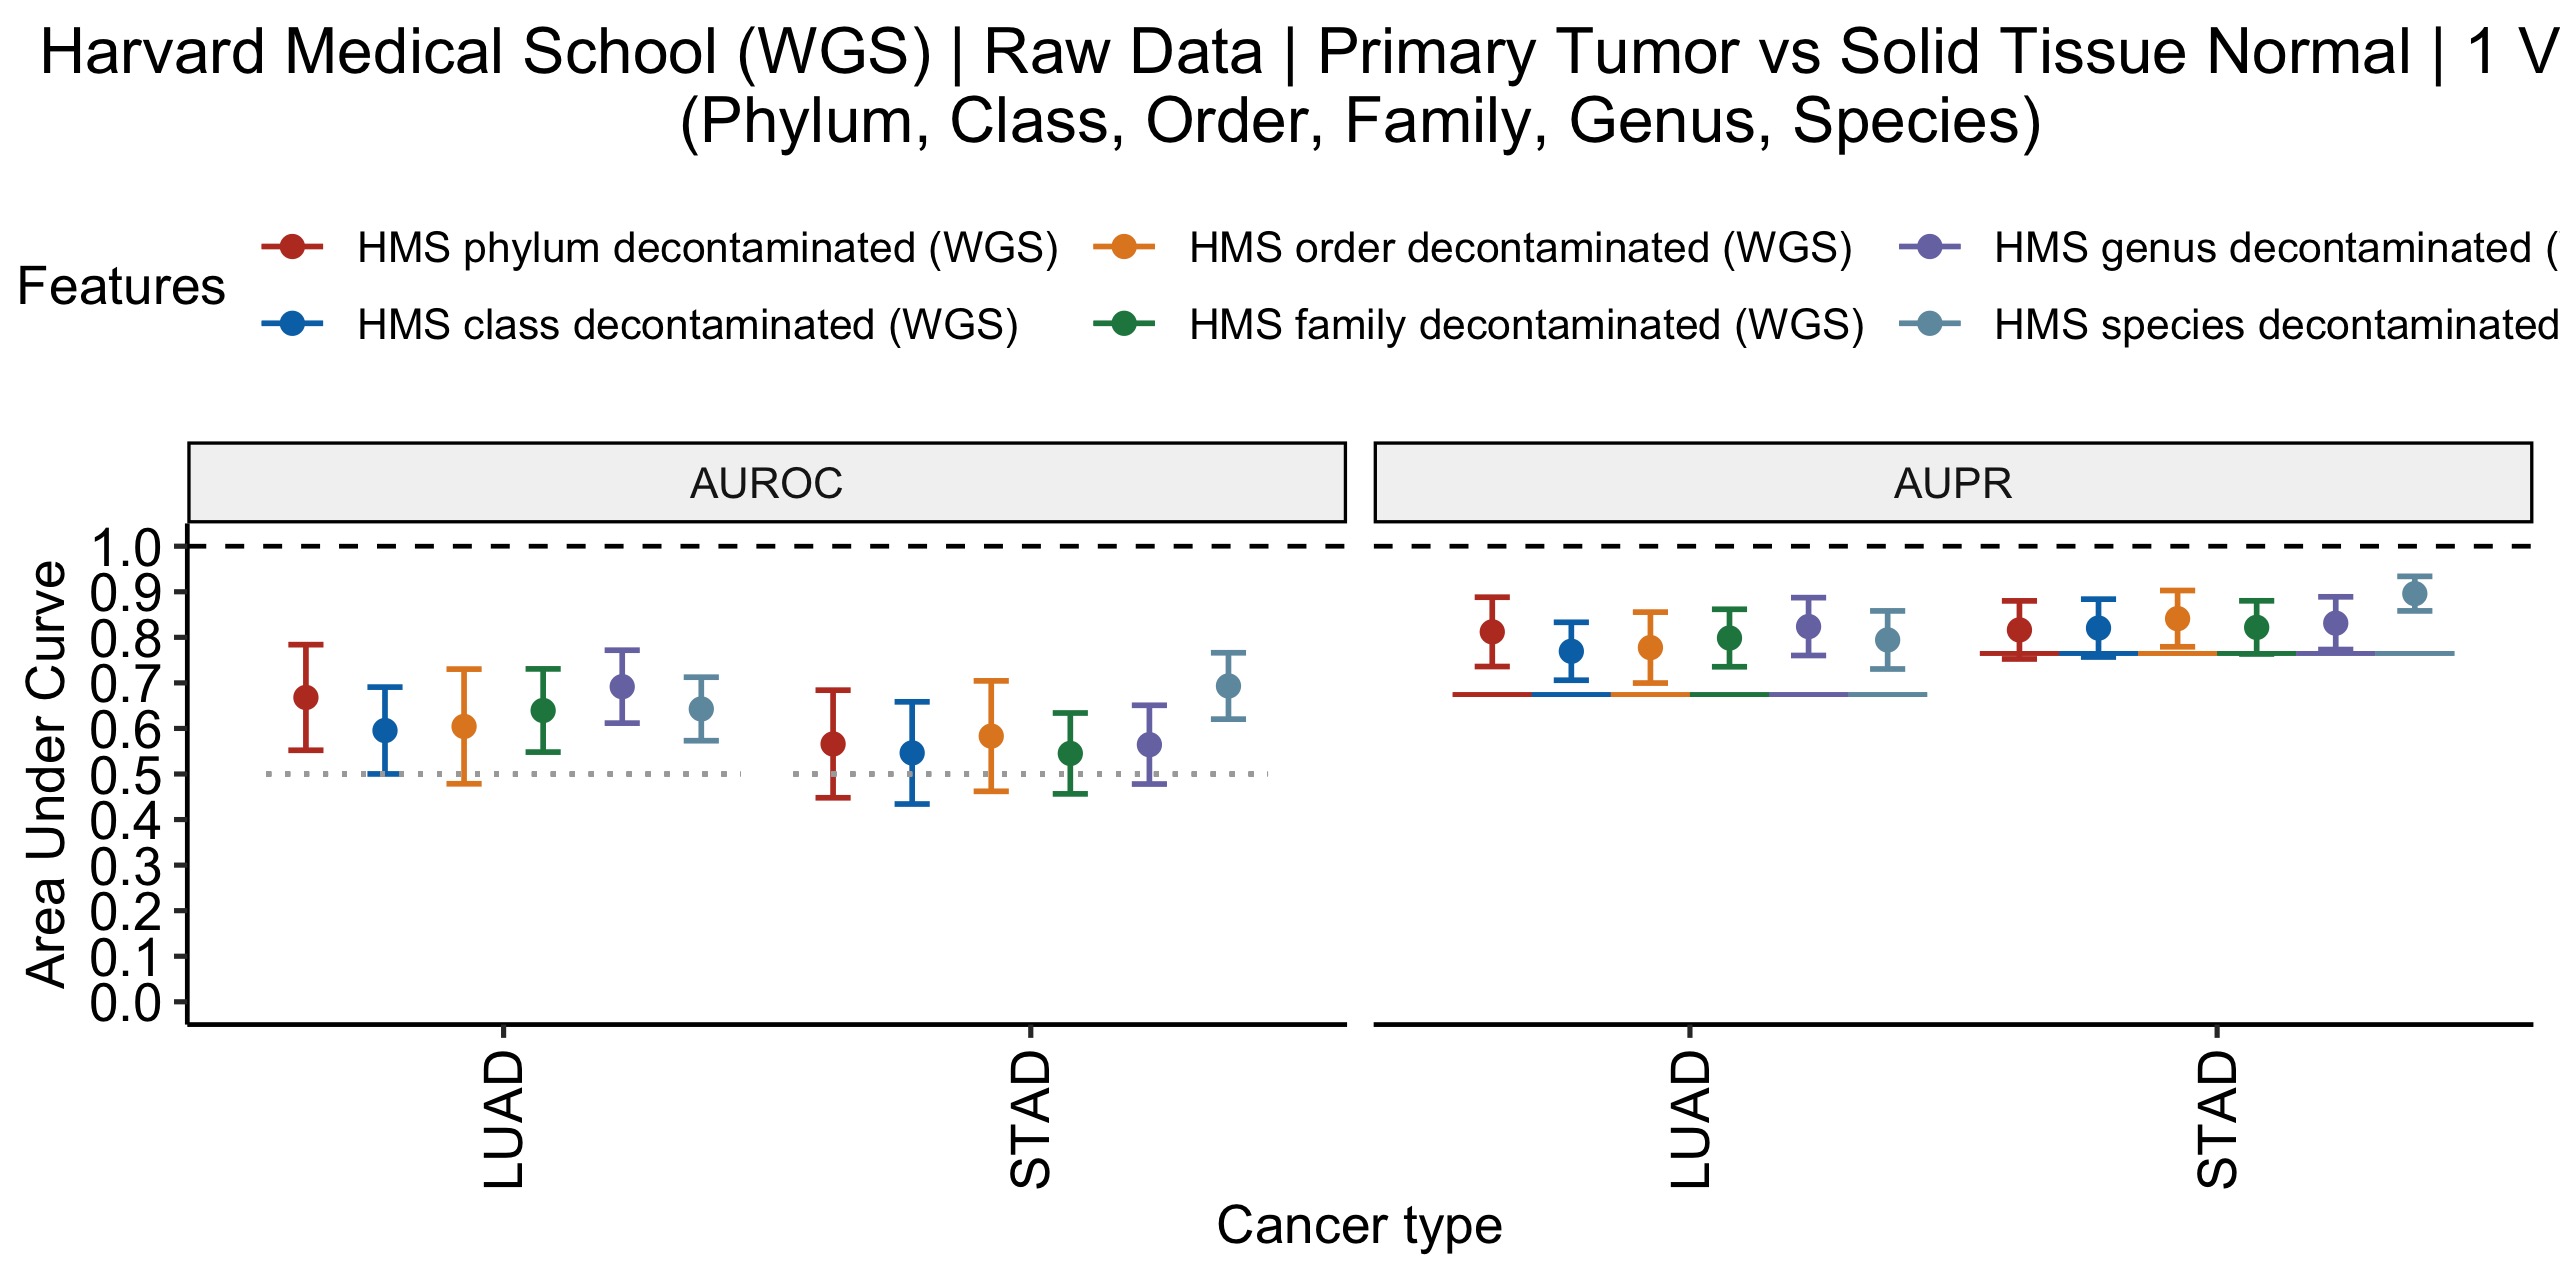 Harvard Medical School (WGS) | Raw Data | Primary Tumor vs Solid Tissue Normal | 1 V
(Phylum, Class, Order, Family, Genus, Species)
Features
HMS phylum decontaminated (WGS)
HMS order decontaminated (WGS)
HMS genus decontaminated (
HMS class decontaminated (WGS)
HMS family decontaminated (WGS)
HMS species decontaminated
AUROC
AUPR
Area Under Curve
1.0
0.9
0.8
0.7
0.6
0.5
0.4
0.3
0.2
0.1
0.0
LUAD
STAD
LUAD
STAD
Cancer type